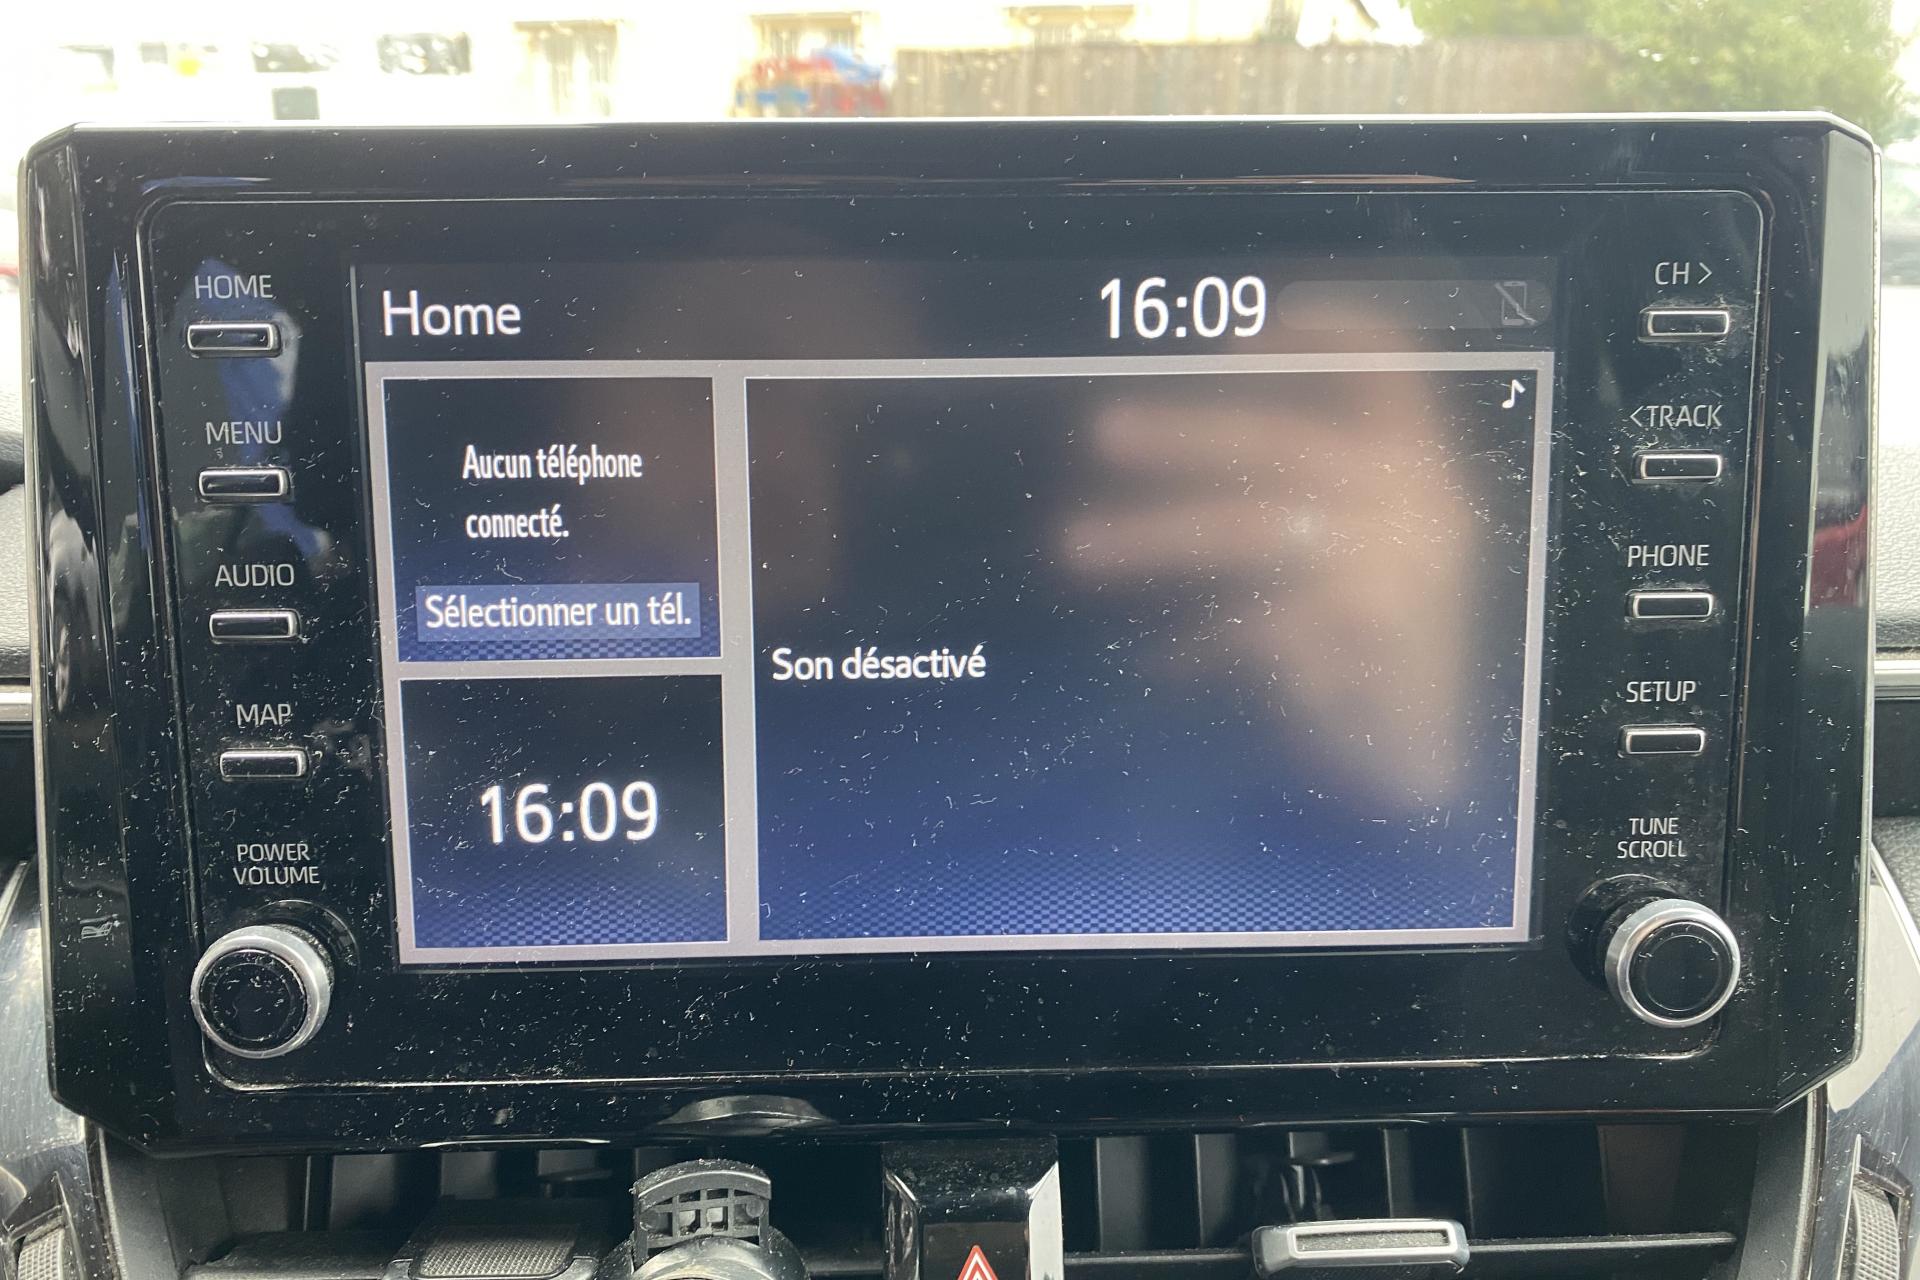 HOME
MENU
AUDIO
MAP
POWER
VOLUME
Home
16:09
Aucun téléphone
connecté.
Sélectionner un tél.
16:09
Son désactivé
CH >
<TRACK
PHONE
SETUP
TUNE
SCROLL